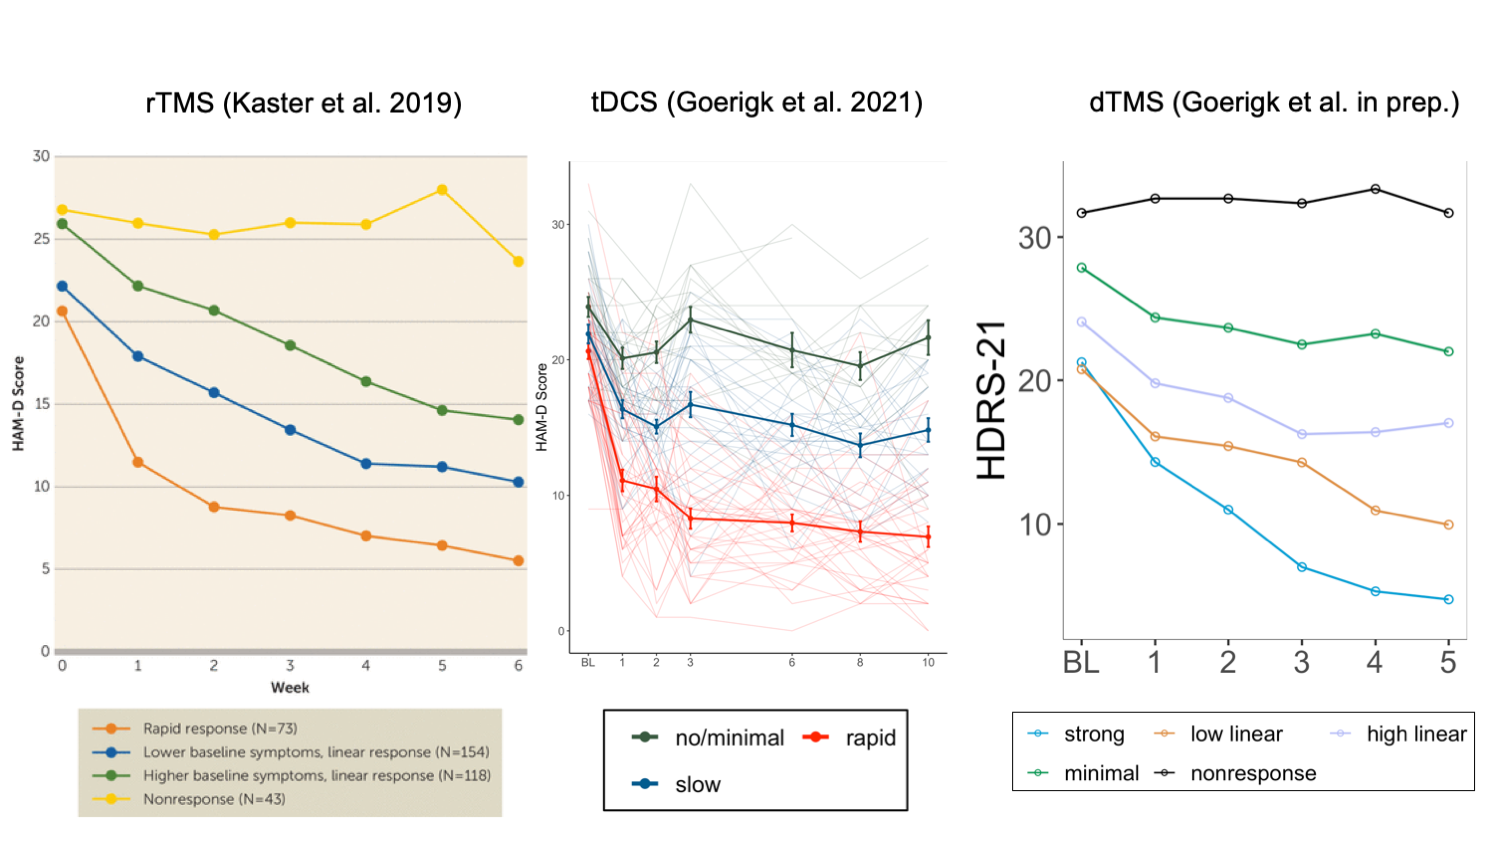 rTMS (Kaster et al. 2019)
tDCS (Goerigk et al. 2021)
dTMS (Goerigk et al. in prep.)
HAM-D Score
30
25
20
15
10
5
0
0 1 2 3 4 5 6
Week
Rapid response (N=73)
Lower baseline symptoms, linear response (N=154)
Higher baseline symptoms, linear response (N=118)
Nonresponse (N=43)
HAM-D Score
30
20
10
0
BL 1 2 3 6 8 10
no/minimal rapid
slow
HDRS-21
30
20
10
BL 1 2 3 4 5
strong low linear high linear
minimal nonresponse